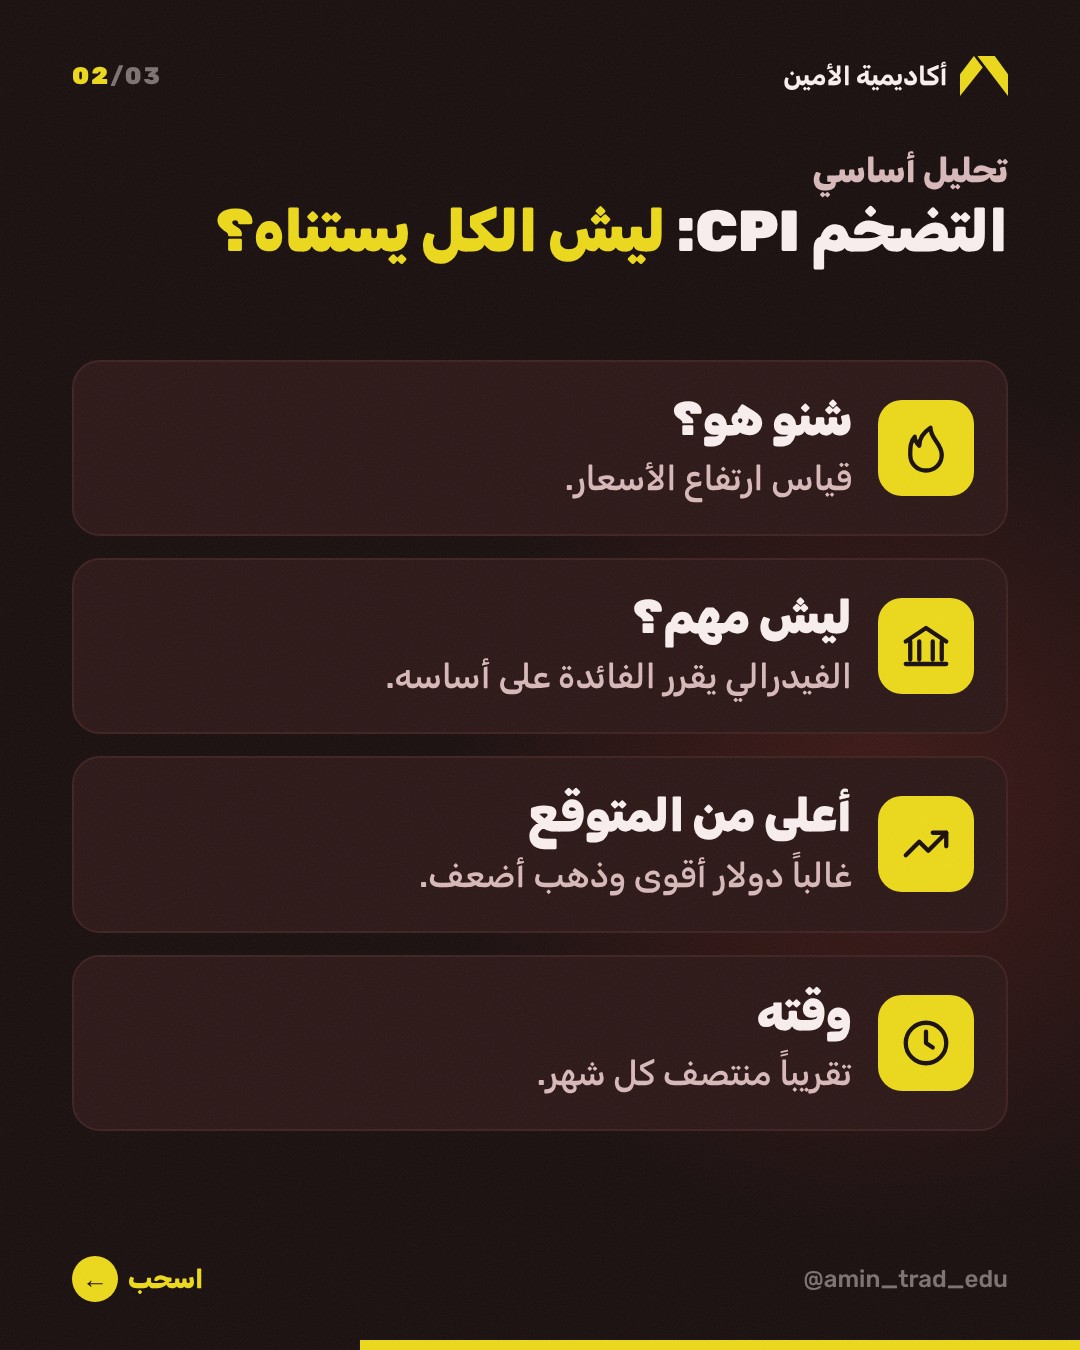 أكاديمية الأمين
02/03
تحليل أساسي
التضخم CPI: ليش الكل يستناه؟
شنو هو؟
قياس ارتفاع الأسعار.
ليش مهم؟
الفيدرالي يقرر الفائدة على أساسه.
أعلى من المتوقع
غالباً دولار أقوى وذهب أضعف.
وقته
تقريباً منتصف كل شهر.
@amin_trad_edu
اسحب ←